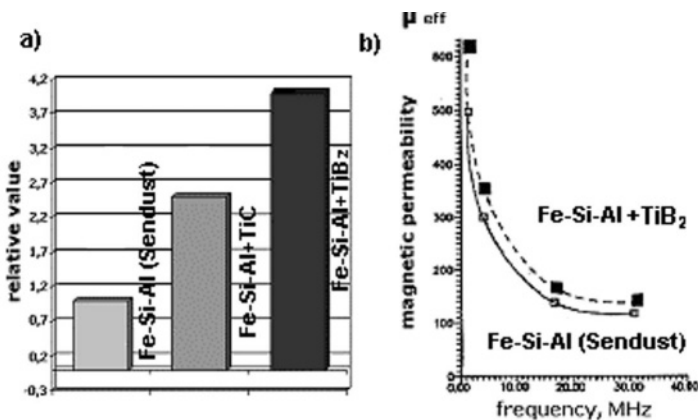 a)
4,2
3,7
3,2
2,7
2,2
1,7
1,2
0,7
0,2
-0,3
relative value
Fe-Si-Al (Sendust)
Fe-Si-Al+TiC
Fe-Si-Al+TiB2
b)
μ eff
600
500
400
300
200
100
0.00
10.00
20.00
30.00
40.00
magnetic permeability
Fe-Si-Al +TiB2
Fe-Si-Al (Sendust)
frequency, MHz